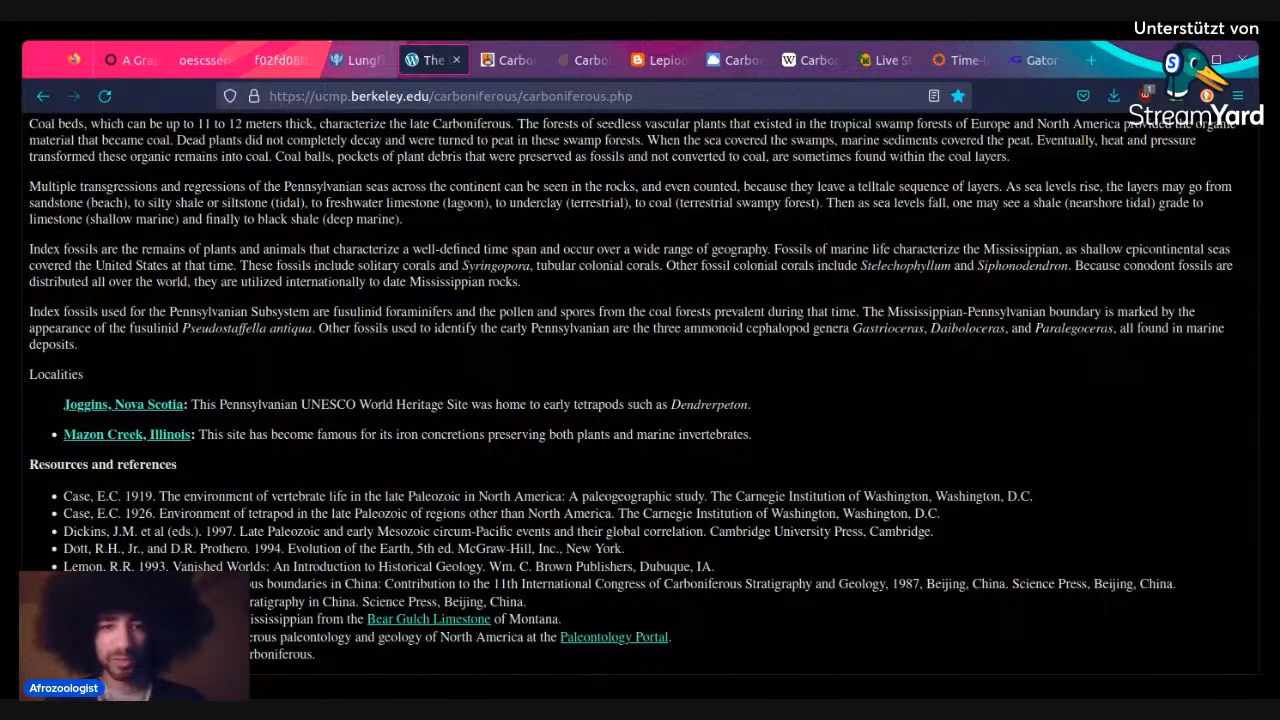 Unterstützt von
StreamYard
A Gra
oescssed
f02fd08f
Lungf
The
Carbo
Carbo
Lepio
Carbo
Carbo
Live S
Time-
Gator
https://ucmp.berkeley.edu/carboniferous/carboniferous.php
1
Coal beds, which can be up to 11 to 12 meters thick, characterize the late Carboniferous. The forests of seedless vascular plants that existed in the tropical swamp forests of Europe and North America provided the organic
material that became coal. Dead plants did not completely decay and were turned to peat in these swamp forests. When the sea covered the swamps, marine sediments covered the peat. Eventually, heat and pressure
transformed these organic remains into coal. Coal balls, pockets of plant debris that were preserved as fossils and not converted to coal, are sometimes found within the coal layers.
Multiple transgressions and regressions of the Pennsylvanian seas across the continent can be seen in the rocks, and even counted, because they leave a telltale sequence of layers. As sea levels rise, the layers may go from
sandstone (beach), to silty shale or siltstone (tidal), to freshwater limestone (lagoon), to underclay (terrestrial), to coal (terrestrial swampy forest). Then as sea levels fall, one may see a shale (nearshore tidal) grade to
limestone (shallow marine) and finally to black shale (deep marine).
Index fossils are the remains of plants and animals that characterize a well-defined time span and occur over a wide range of geography. Fossils of marine life characterize the Mississippian, as shallow epicontinental seas
covered the United States at that time. These fossils include solitary corals and Syringopora, tubular colonial corals. Other fossil colonial corals include Stelechophyllum and Siphonodendron. Because conodont fossils are
distributed all over the world, they are utilized internationally to date Mississippian rocks.
Index fossils used for the Pennsylvanian Subsystem are fusulinid foraminifers and the pollen and spores from the coal forests prevalent during that time. The Mississippian-Pennsylvanian boundary is marked by the
appearance of the fusulinid Pseudostaffella antiqua. Other fossils used to identify the early Pennsylvanian are the three ammonoid cephalopod genera Gastrioceras, Daiboloceras, and Paralegoceras, all found in marine
deposits.
Localities
Joggins, Nova Scotia: This Pennsylvanian UNESCO World Heritage Site was home to early tetrapods such as Dendrerpeton.
• Mazon Creek, Illinois: This site has become famous for its iron concretions preserving both plants and marine invertebrates.
Resources and references
• Case, E.C. 1919. The environment of vertebrate life in the late Paleozoic in North America: A paleogeographic study. The Carnegie Institution of Washington, Washington, D.C.
• Case, E.C. 1926. Environment of tetrapod in the late Paleozoic of regions other than North America. The Carnegie Institution of Washington, Washington, D.C.
• Dickins, J.M. et al (eds.). 1997. Late Paleozoic and early Mesozoic circum-Pacific events and their global correlation. Cambridge University Press, Cambridge.
• Dott, R.H., Jr., and D.R. Prothero. 1994. Evolution of the Earth, 5th ed. McGraw-Hill, Inc., New York.
• Lemon, R.R. 1993. Vanished Worlds: An Introduction to Historical Geology. Wm. C. Brown Publishers, Dubuque, IA.
ous boundaries in China: Contribution to the 11th International Congress of Carboniferous Stratigraphy and Geology, 1987, Beijing, China. Science Press, Beijing, China.
ratigraphy in China. Science Press, Beijing, China.
ississippian from the Bear Gulch Limestone of Montana.
erous paleontology and geology of North America at the Paleontology Portal.
rboniferous.
Afrozoologist